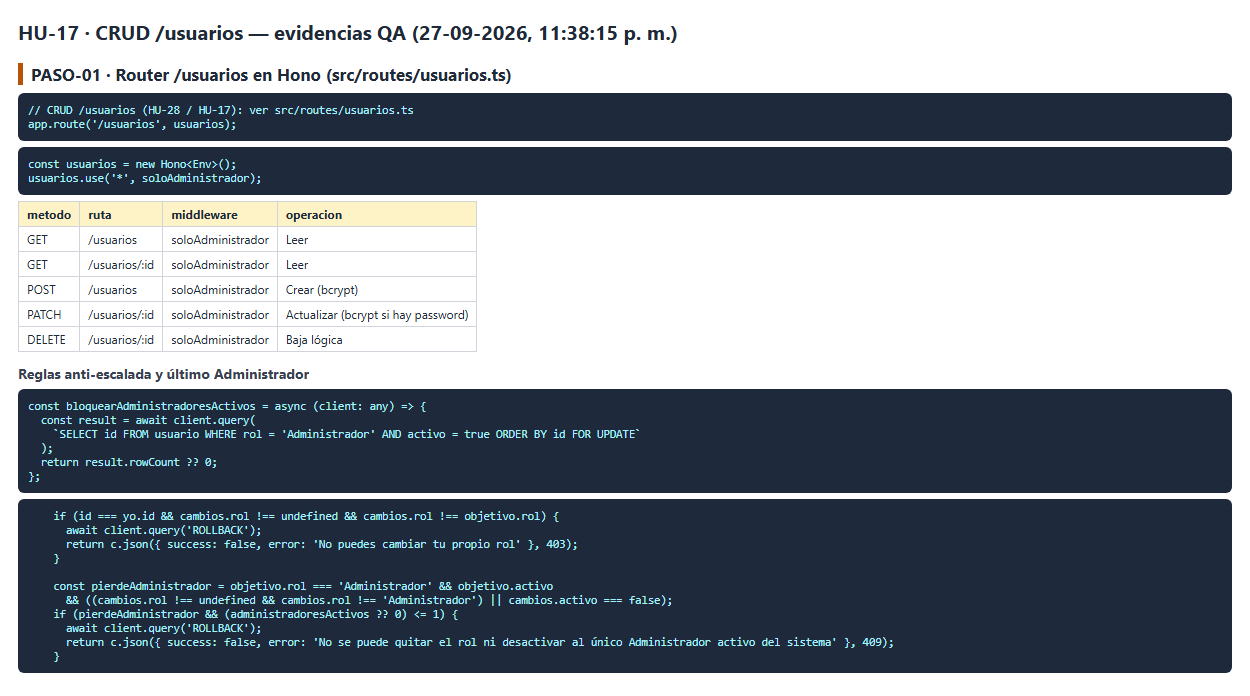 HU-17 · CRUD /usuarios — evidencias QA (27-09-2026, 11:38:15 p. m.)
PASO-01 · Router /usuarios en Hono (src/routes/usuarios.ts)
// CRUD /usuarios (HU-28 / HU-17): ver src/routes/usuarios.ts
app.route('/usuarios', usuarios);
const usuarios = new Hono<Env>();
usuarios.use('*', soloAdministrador);
metodo ruta middleware operacion
GET /usuarios soloAdministrador Leer
GET /usuarios/:id soloAdministrador Leer
POST /usuarios soloAdministrador Crear (bcrypt)
PATCH /usuarios/:id soloAdministrador Actualizar (bcrypt si hay password)
DELETE /usuarios/:id soloAdministrador Baja lógica
Reglas anti-escalada y último Administrador
const bloquearAdministradoresActivos = async (client: any) => {
  const result = await client.query(
    `SELECT id FROM usuario WHERE rol = 'Administrador' AND activo = true ORDER BY id FOR UPDATE`
  );
  return result.rowCount ?? 0;
};
    if (id === yo.id && cambios.rol !== undefined && cambios.rol !== objetivo.rol) {
      await client.query('ROLLBACK');
      return c.json({ success: false, error: 'No puedes cambiar tu propio rol' }, 403);
    }
    const pierdeAdministrador = objetivo.rol === 'Administrador' && objetivo.activo
      && ((cambios.rol !== undefined && cambios.rol !== 'Administrador') || cambios.activo === false);
    if (pierdeAdministrador && (administradoresActivos ?? 0) <= 1) {
      await client.query('ROLLBACK');
      return c.json({ success: false, error: 'No se puede quitar el rol ni desactivar al único Administrador activo del sistema' }, 409);
    }